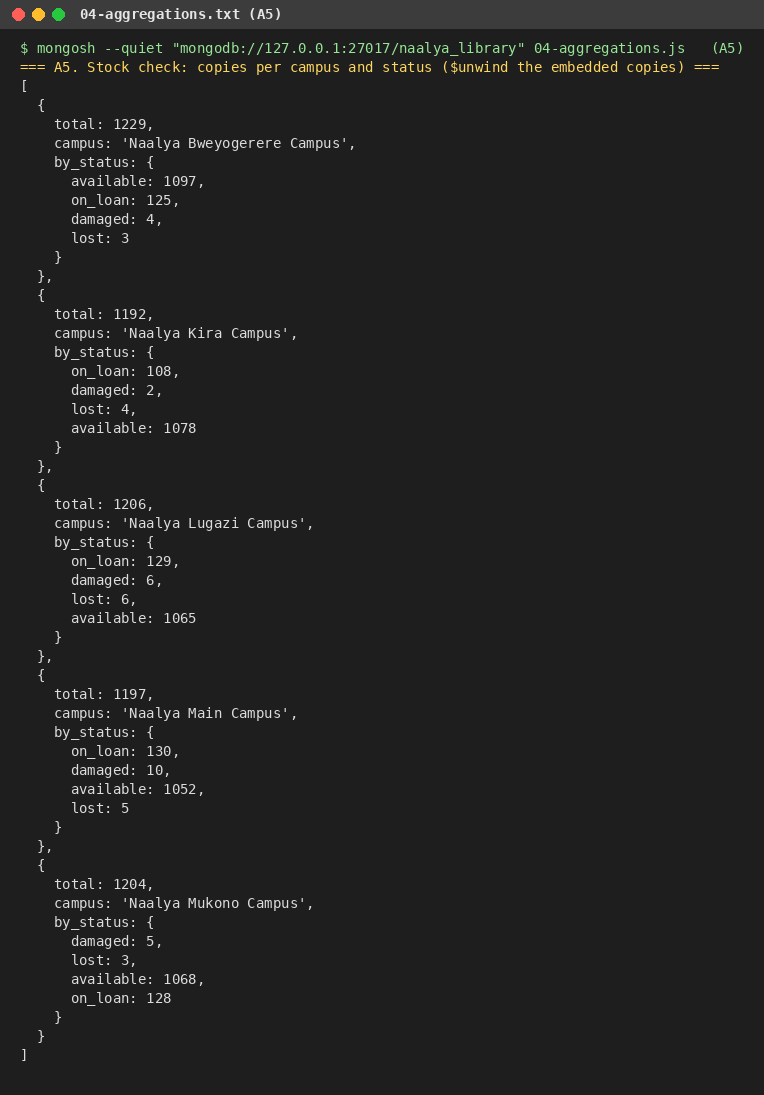 04-aggregations.txt (A5)
$ mongosh --quiet "mongodb://127.0.0.1:27017/naalya_library" 04-aggregations.js   (A5)
=== A5. Stock check: copies per campus and status ($unwind the embedded copies) ===
[
  {
    total: 1229,
    campus: 'Naalya Bweyogerere Campus',
    by_status: {
      available: 1097,
      on_loan: 125,
      damaged: 4,
      lost: 3
    }
  },
  {
    total: 1192,
    campus: 'Naalya Kira Campus',
    by_status: {
      on_loan: 108,
      damaged: 2,
      lost: 4,
      available: 1078
    }
  },
  {
    total: 1206,
    campus: 'Naalya Lugazi Campus',
    by_status: {
      on_loan: 129,
      damaged: 6,
      lost: 6,
      available: 1065
    }
  },
  {
    total: 1197,
    campus: 'Naalya Main Campus',
    by_status: {
      on_loan: 130,
      damaged: 10,
      available: 1052,
      lost: 5
    }
  },
  {
    total: 1204,
    campus: 'Naalya Mukono Campus',
    by_status: {
      damaged: 5,
      lost: 3,
      available: 1068,
      on_loan: 128
    }
  }
]